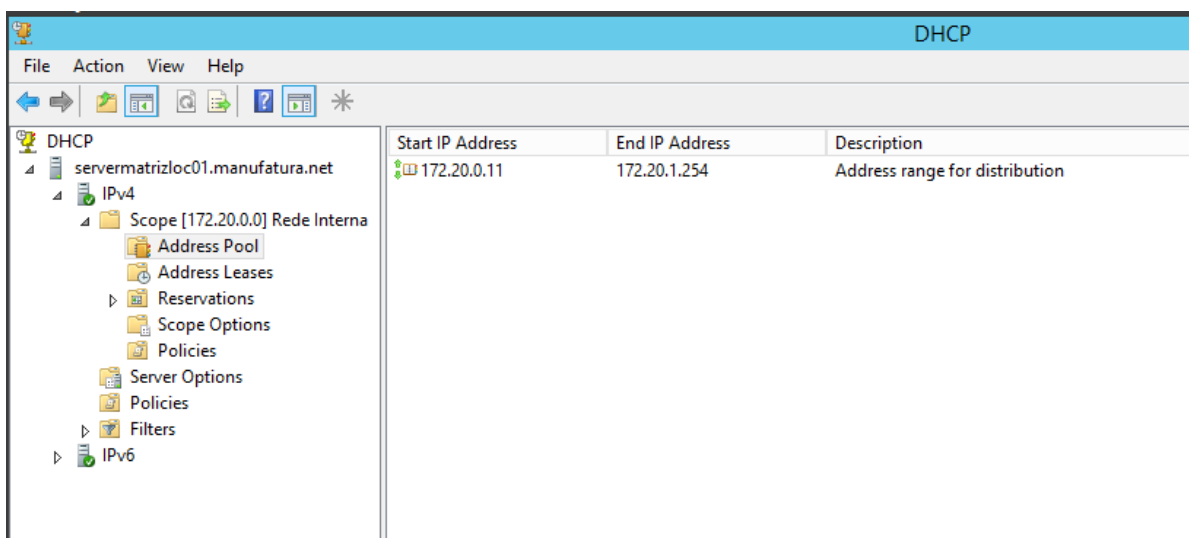 DHCP
File Action View Help
DHCP
servermatrizloc01.manufatura.net
IPv4
Scope [172.20.0.0] Rede Interna
Address Pool
Address Leases
Reservations
Scope Options
Policies
Server Options
Policies
Filters
IPv6
Start IP Address End IP Address Description
172.20.0.11 172.20.1.254 Address range for distribution